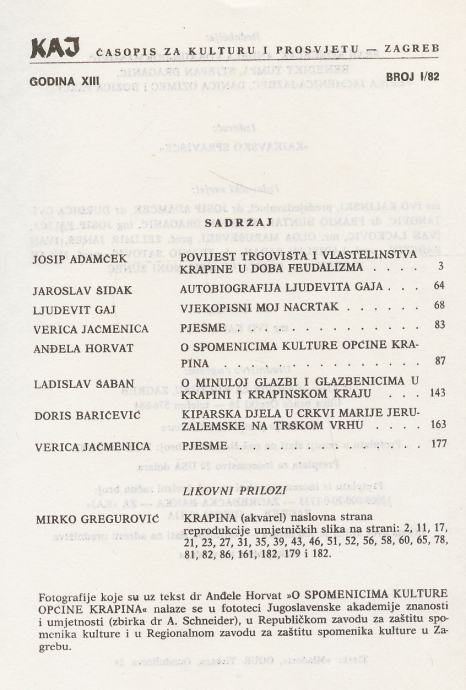 KAJ ČASOPIS ZA KULTURU I PROSVJETU — ZAGREB
GODINA XIII BROJ I/82
SADRŽAJ
JOSIP ADAMČEK POVIJEST TRGOVIŠTA I VLASTELINSTVA
KRAPINE U DOBA FEUDALIZMA . . . . 3
JAROSLAV ŠIDAK AUTOBIOGRAFIJA LJUDEVITA GAJA . . . 64
LJUDEVIT GAJ VJEKOPISNI MOJ NACRTAK . . . . . . 68
VERICA JAČMENICA PJESME . . . . . . . . . . . . . 83
ANĐELA HORVAT O SPOMENICIMA KULTURE OPĆINE KRA-
PINA . . . . . . . . . . . . . . . 87
LADISLAV ŠABAN O MINULOJ GLAZBI I GLAZBENICIMA U
KRAPINI I KRAPINSKOM KRAJU . . . 143
DORIS BARIČEVIĆ KIPARSKA DJELA U CRKVI MARIJE JERU-
ZALEMSKE NA TRŠKOM VRHU . . . . 163
VERICA JAČMENICA PJESME . . . . . . . . . . . . . 177
LIKOVNI PRILOZI
MIRKO GREGUROVIĆ KRAPINA (akvarel) naslovna strana
reprodukcije umjetničkih slika na strani: 2, 11, 17,
21, 23, 27, 31, 35, 39, 43, 46, 51, 52, 56, 58, 60, 65, 78,
81, 82, 86, 161, 182, 179 i 182.
Fotografije koje su uz tekst dr Anđele Horvat »O SPOMENICIMA KULTURE
OPĆINE KRAPINA« nalaze se u fototeci Jugoslavenske akademije znanosti
i umjetnosti (zbirka dr A. Schneider), u Republičkom zavodu za zaštitu spo-
menika kulture i u Regionalnom zavodu za zaštitu spomenika kulture u Za-
grebu.